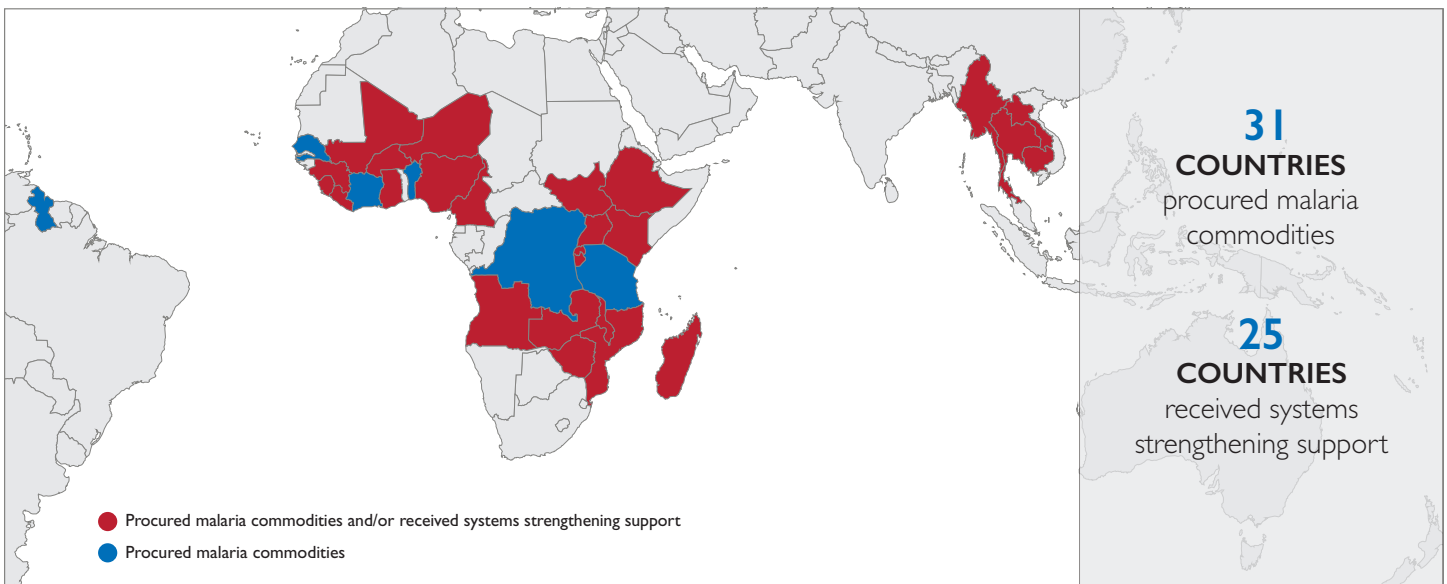 31
COUNTRIES
procured malaria
commodities
25
COUNTRIES
received systems
strengthening support
Procured malaria commodities and/or received systems strengthening support
Procured malaria commodities